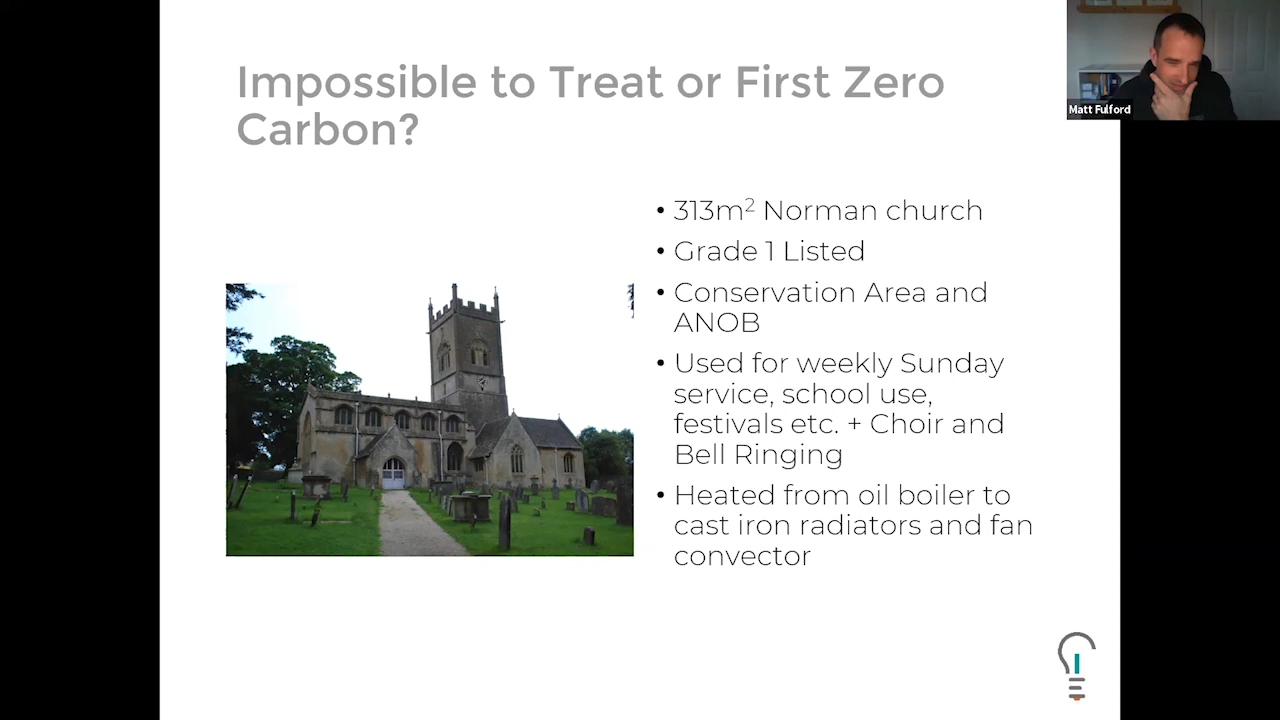 Impossible to Treat or First Zero
Carbon?
• 313m² Norman church
• Grade 1 Listed
• Conservation Area and
ANOB
• Used for weekly Sunday
service, school use,
festivals etc. + Choir and
Bell Ringing
• Heated from oil boiler to
cast iron radiators and fan
convector
Matt Fulford